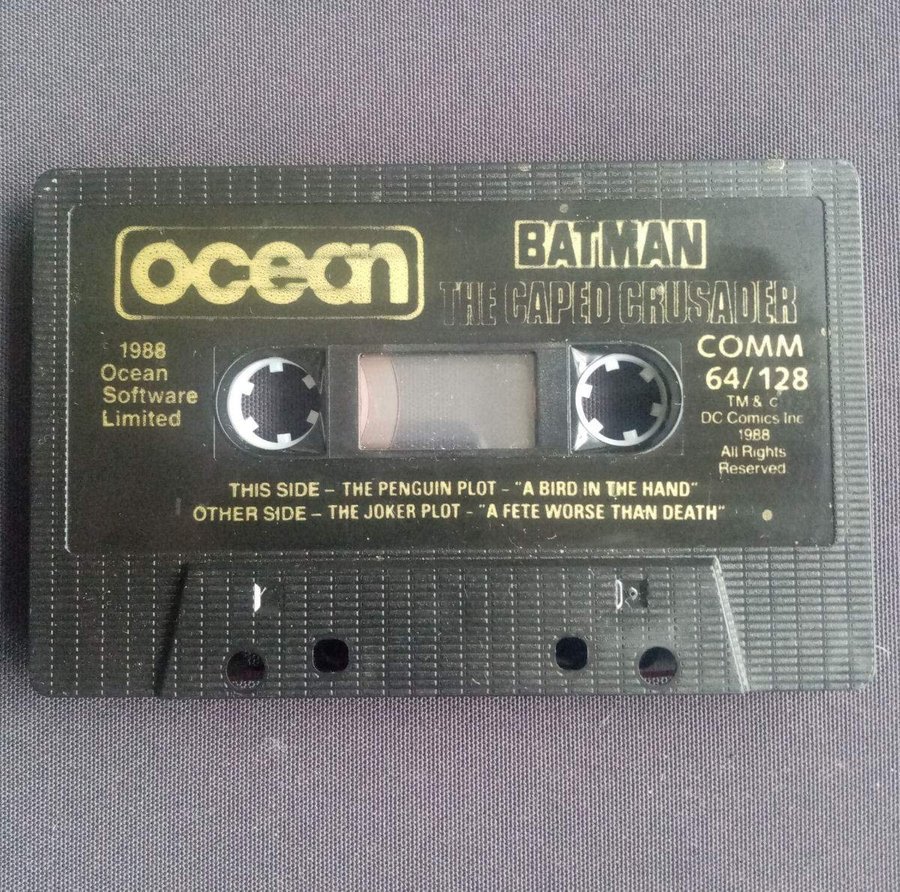 ocean
BATMAN
THE CAPED CRUSADER
1988
Ocean
Software
Limited
COMM
64/128
TM & c
DC Comics Inc
1988
All Rights
Reserved
THIS SIDE – THE PENGUIN PLOT - "A BIRD IN THE HAND"
OTHER SIDE – THE JOKER PLOT - "A FETE WORSE THAN DEATH"